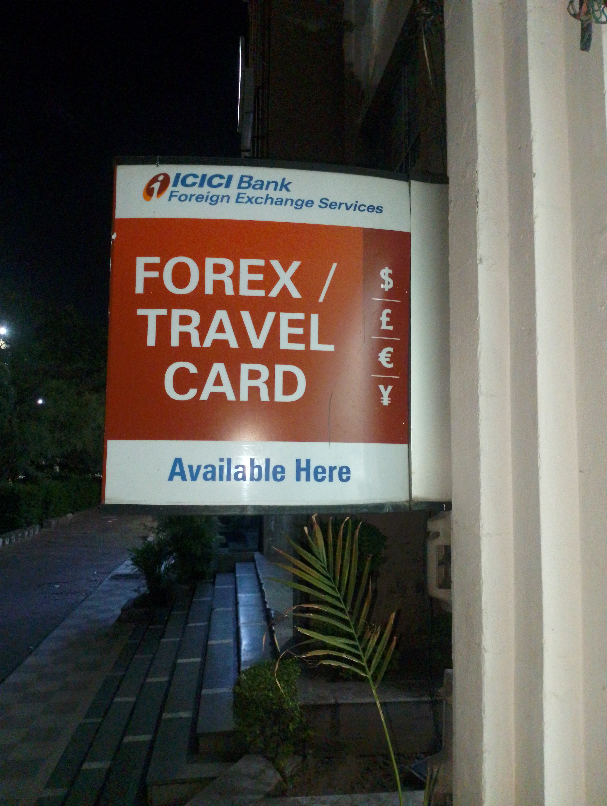 ICICI Bank
Foreign Exchange Services
FOREX /
TRAVEL
CARD
$
£
€
¥
Available Here